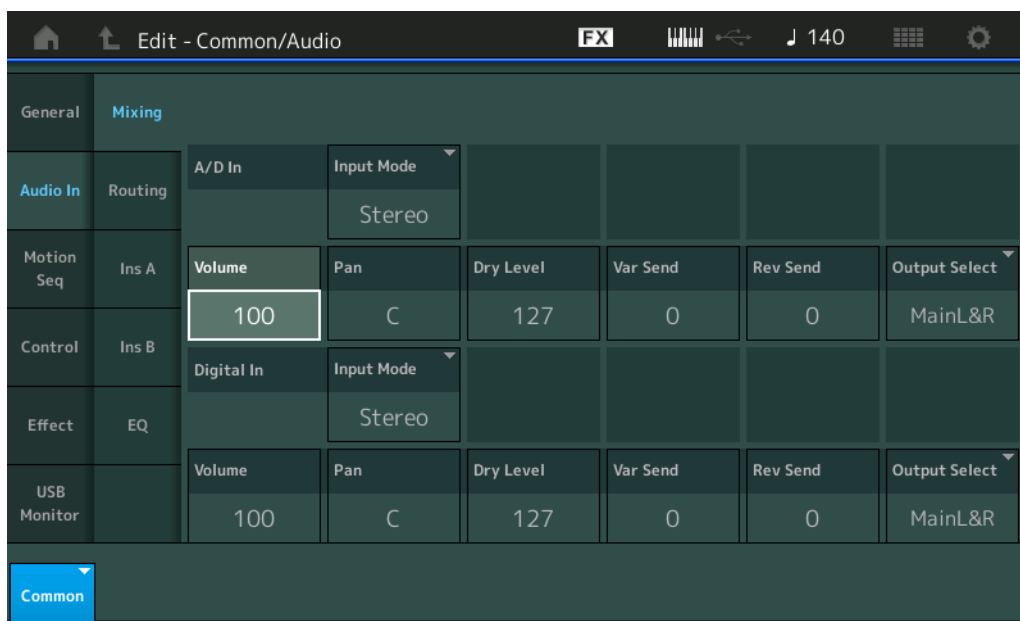 Edit - Common/Audio FX 140
General Mixing
Audio In Routing
A/D In Input Mode
Stereo
Motion Seq Ins A
Volume Pan Dry Level Var Send Rev Send Output Select
100 C 127 0 0 MainL&R
Control Ins B
Digital In Input Mode
Stereo
Effect EQ
Volume Pan Dry Level Var Send Rev Send Output Select
USB Monitor
100 C 127 0 0 MainL&R
Common